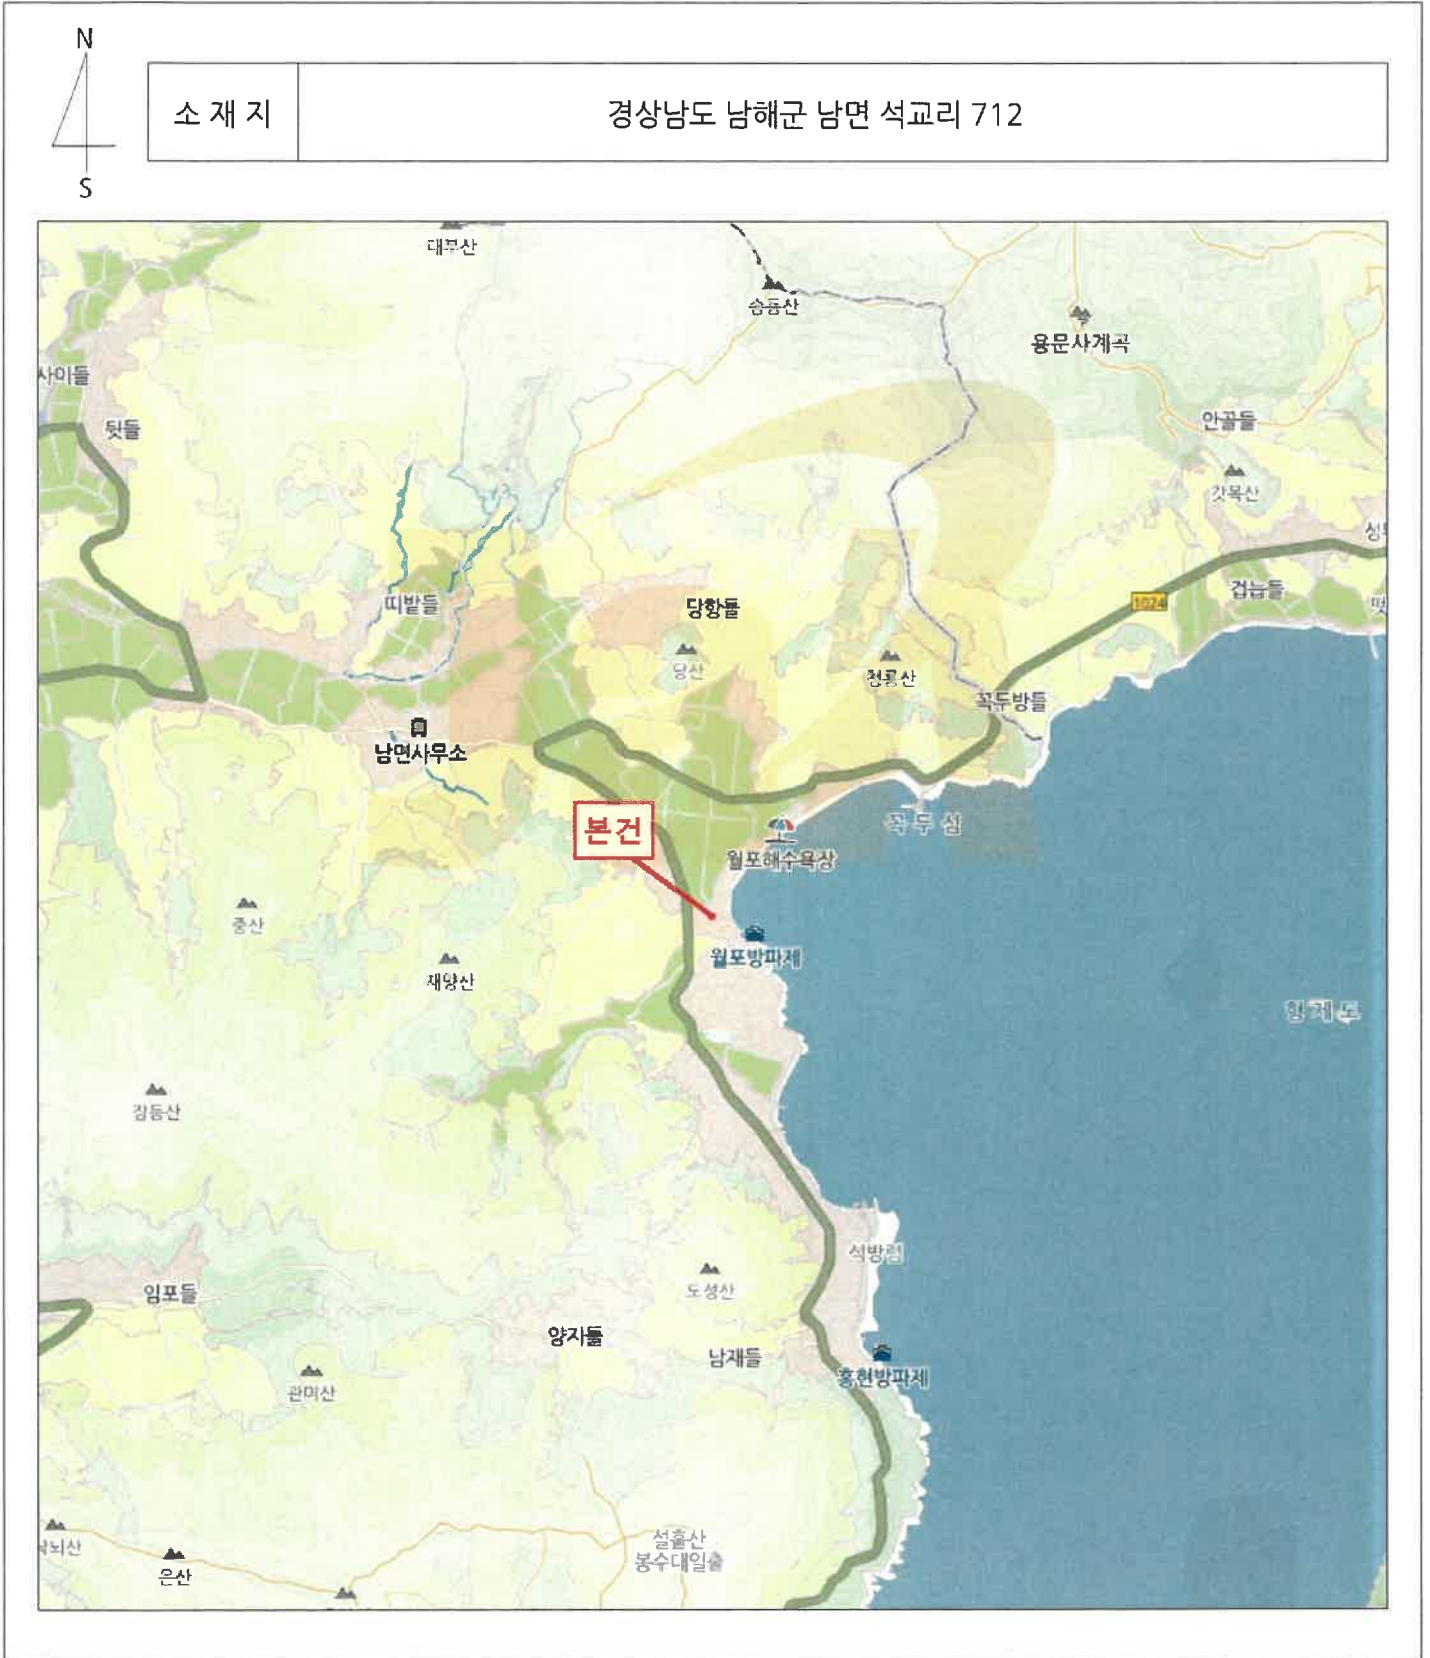 N
S
소 재 지
경상남도 남해군 남면 석교리 712
대부산
송등산
용문사계곡
사이들
뒷들
안골들
갓목산
겁늡들
1024
띠밭들
당항들
당산
정룡산
꼭두방들
남면사무소
본건
꼭두섬
월포해수욕장
월포방파제
중산
재양산
형제도
장등산
석방렴
임포들
도성산
양자들
남재들
홍현방파제
관미산
설흘산
봉수대일출
은산